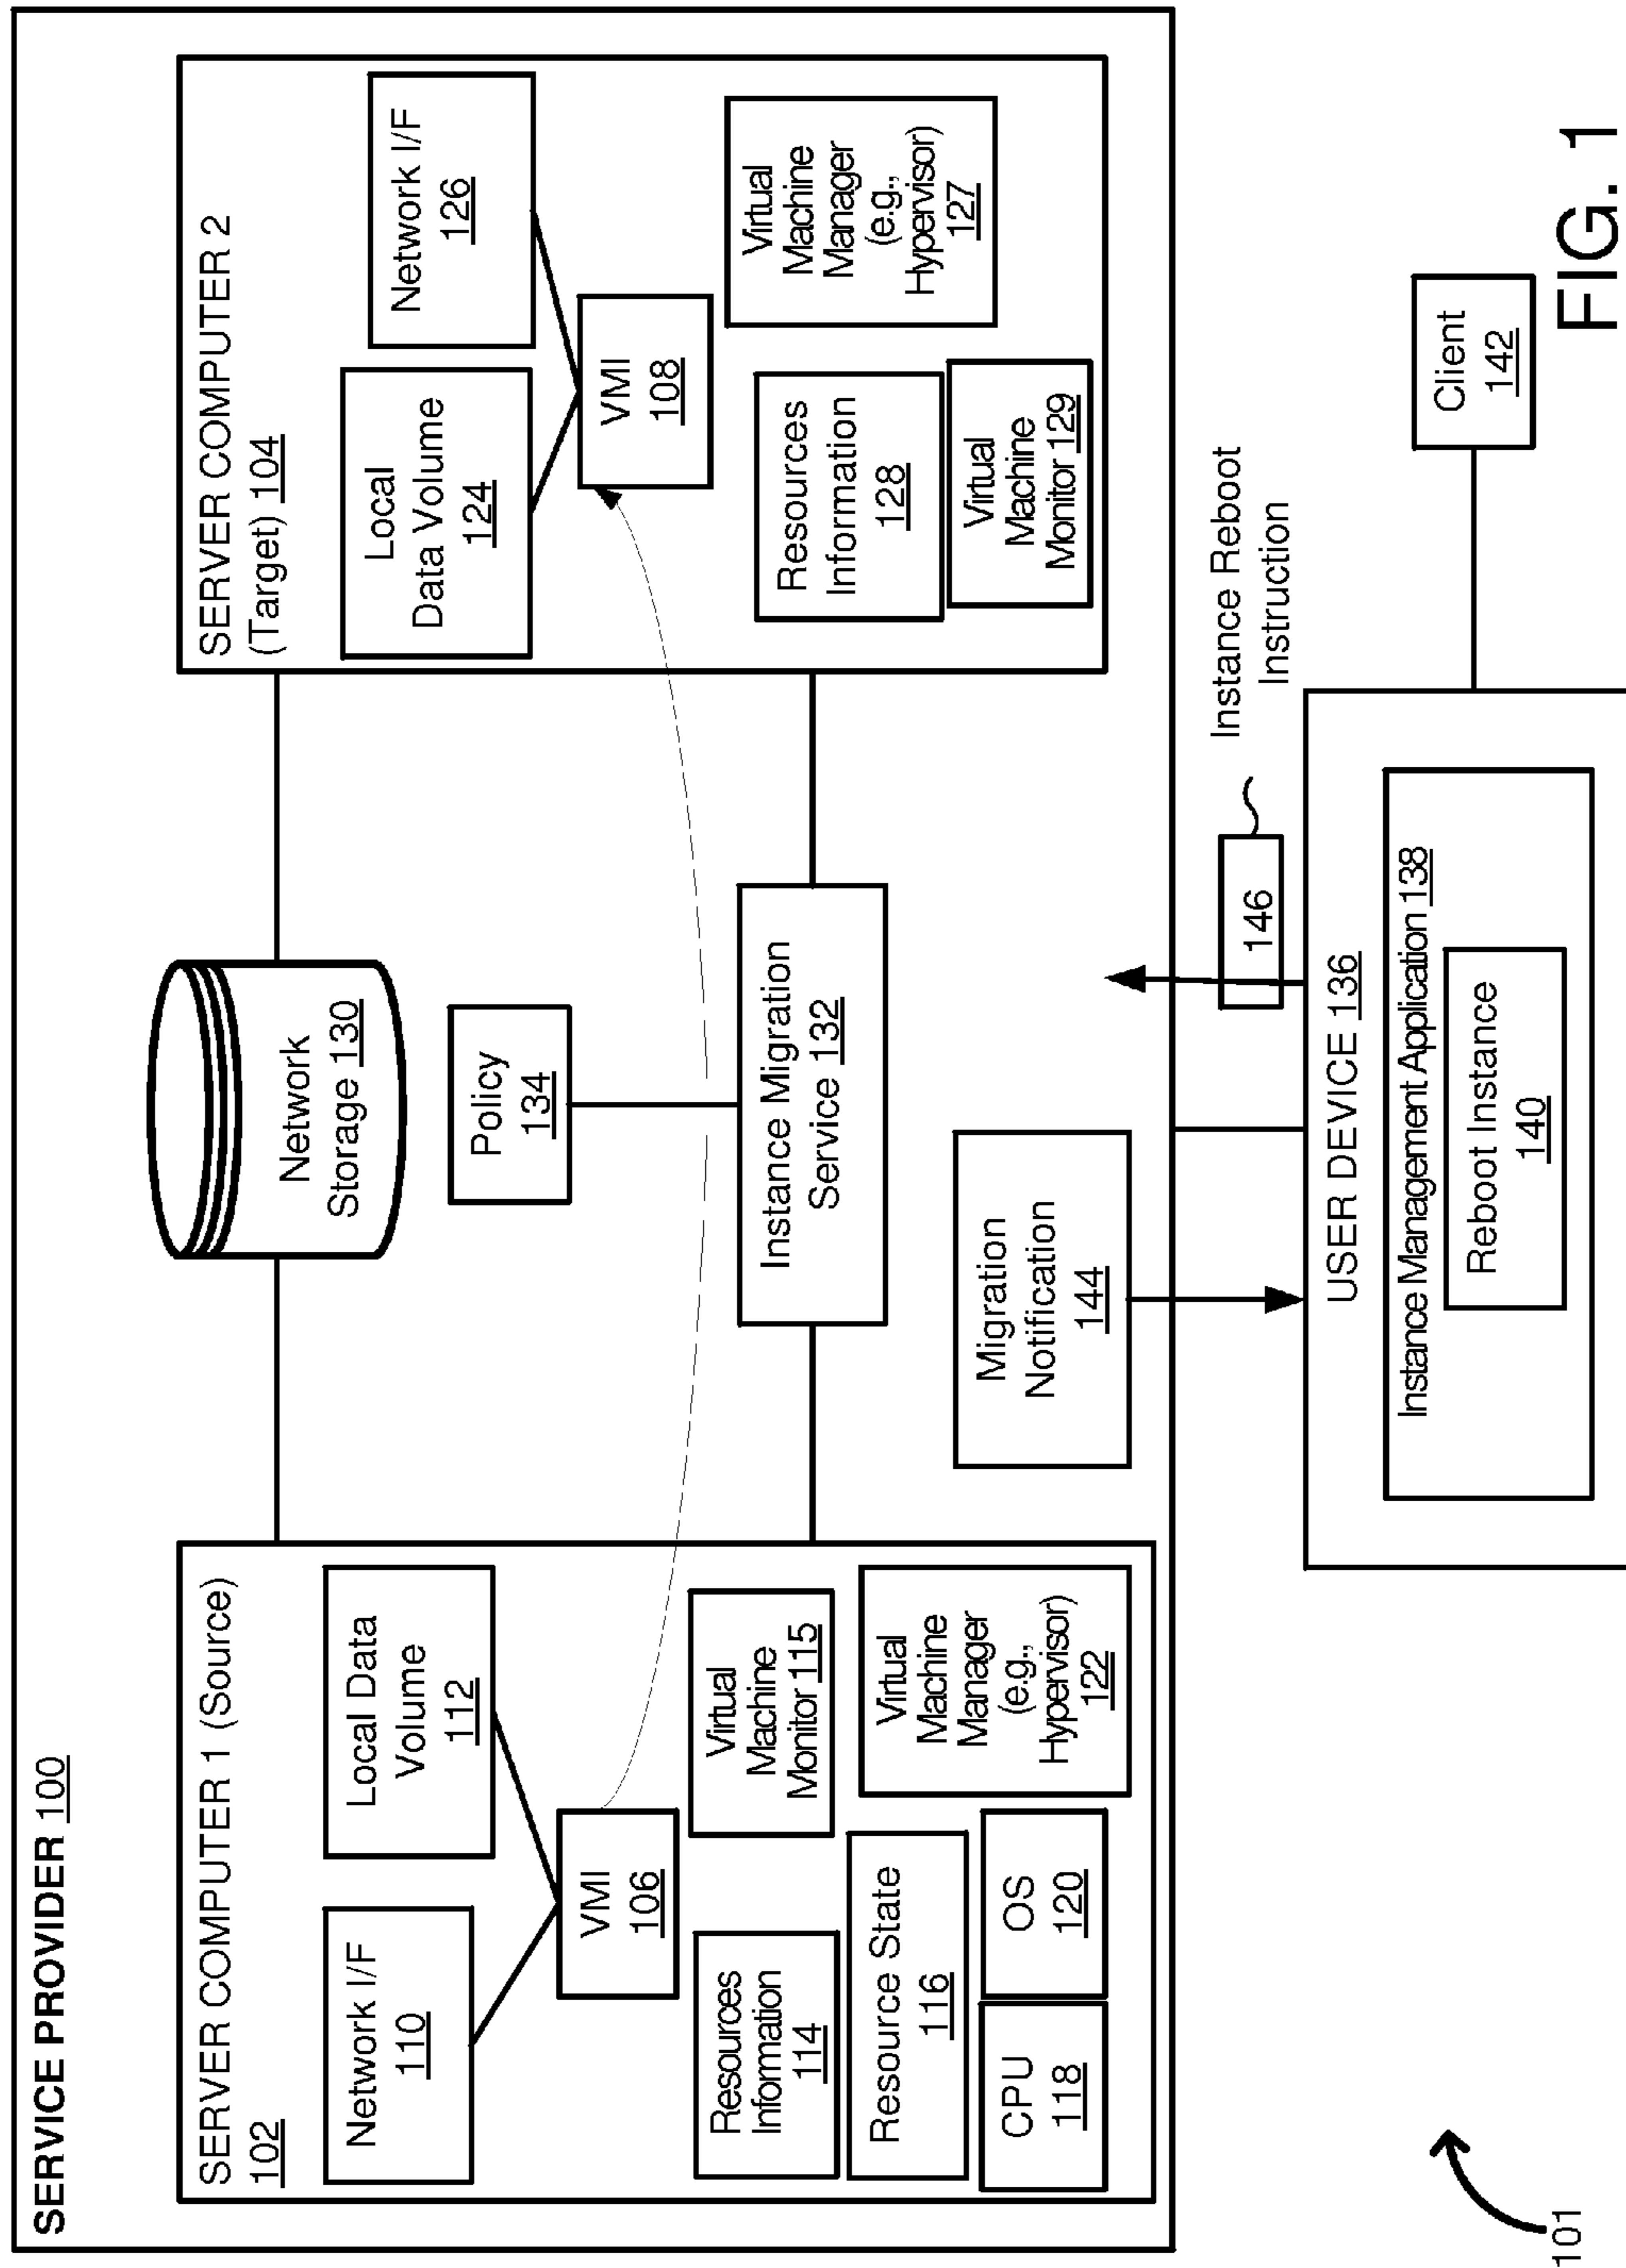 SERVICE PROVIDER 100
SERVER COMPUTER 1 (Source)
102
Network I/F
110
Local Data
Volume
112
VMI
106
Resources
Information
114
Virtual
Machine
Monitor 115
Resource State
116
CPU
118
OS
120
Virtual
Machine
Manager
(e.g.,
Hypervisor)
122
Network
Storage 130
Policy
134
Instance Migration
Service 132
Migration
Notification
144
SERVER COMPUTER 2
(Target) 104
Local
Data Volume
124
Network I/F
126
VMI
108
Resources
Information
128
Virtual
Machine
Monitor 129
Virtual
Machine
Manager
(e.g.,
Hypervisor)
127
146
Instance Reboot
Instruction
USER DEVICE 136
Instance Management Application 138
Reboot Instance
140
Client
142
101
FIG. 1